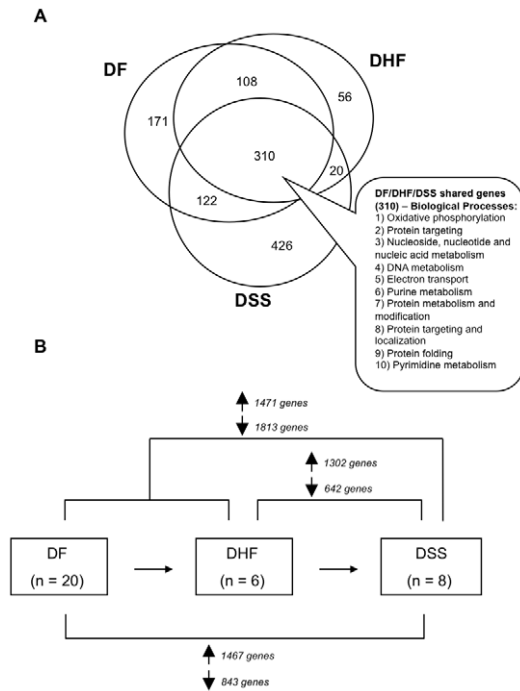 A
DF
DHF
108
56
171
310
20
122
426
DSS
DF/DHF/DSS shared genes
(310) – Biological Processes:
1) Oxidative phosphorylation
2) Protein targeting
3) Nucleoside, nucleotide and
nucleic acid metabolism
4) DNA metabolism
5) Electron transport
6) Purine metabolism
7) Protein metabolism and
modification
8) Protein targeting and
localization
9) Protein folding
10) Pyrimidine metabolism
B
1471 genes
1813 genes
1302 genes
642 genes
DF
(n = 20)
DHF
(n = 6)
DSS
(n = 8)
1467 genes
843 genes